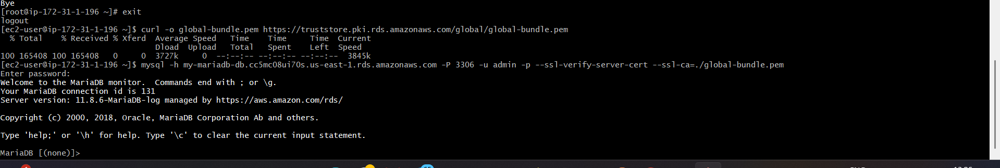 Bye
[root@ip-172-31-1-196 ~]# exit
logout
[ec2-user@ip-172-31-1-196 ~]$ curl -o global-bundle.pem https://truststore.pki.rds.amazonaws.com/global/global-bundle.pem
  % Total    % Received % Xferd  Average Speed   Time    Time     Time  Current
                                 Dload  Upload   Total   Spent    Left  Speed
100 165408 100 165408   0     0  3727k     0  --:--:-- --:--:-- --:--:--  3845k
[ec2-user@ip-172-31-1-196 ~]$ mysql -h my-mariadb-db.cc5mc08ui70s.us-east-1.rds.amazonaws.com -P 3306 -u admin -p --ssl-verify-server-cert --ssl-ca=./global-bundle.pem
Enter password:
Welcome to the MariaDB monitor.  Commands end with ; or \g.
Your MariaDB connection id is 131
Server version: 11.8.6-MariaDB-log managed by https://aws.amazon.com/rds/
Copyright (c) 2000, 2018, Oracle, MariaDB Corporation Ab and others.
Type 'help;' or '\h' for help. Type '\c' to clear the current input statement.
MariaDB [(none)]>